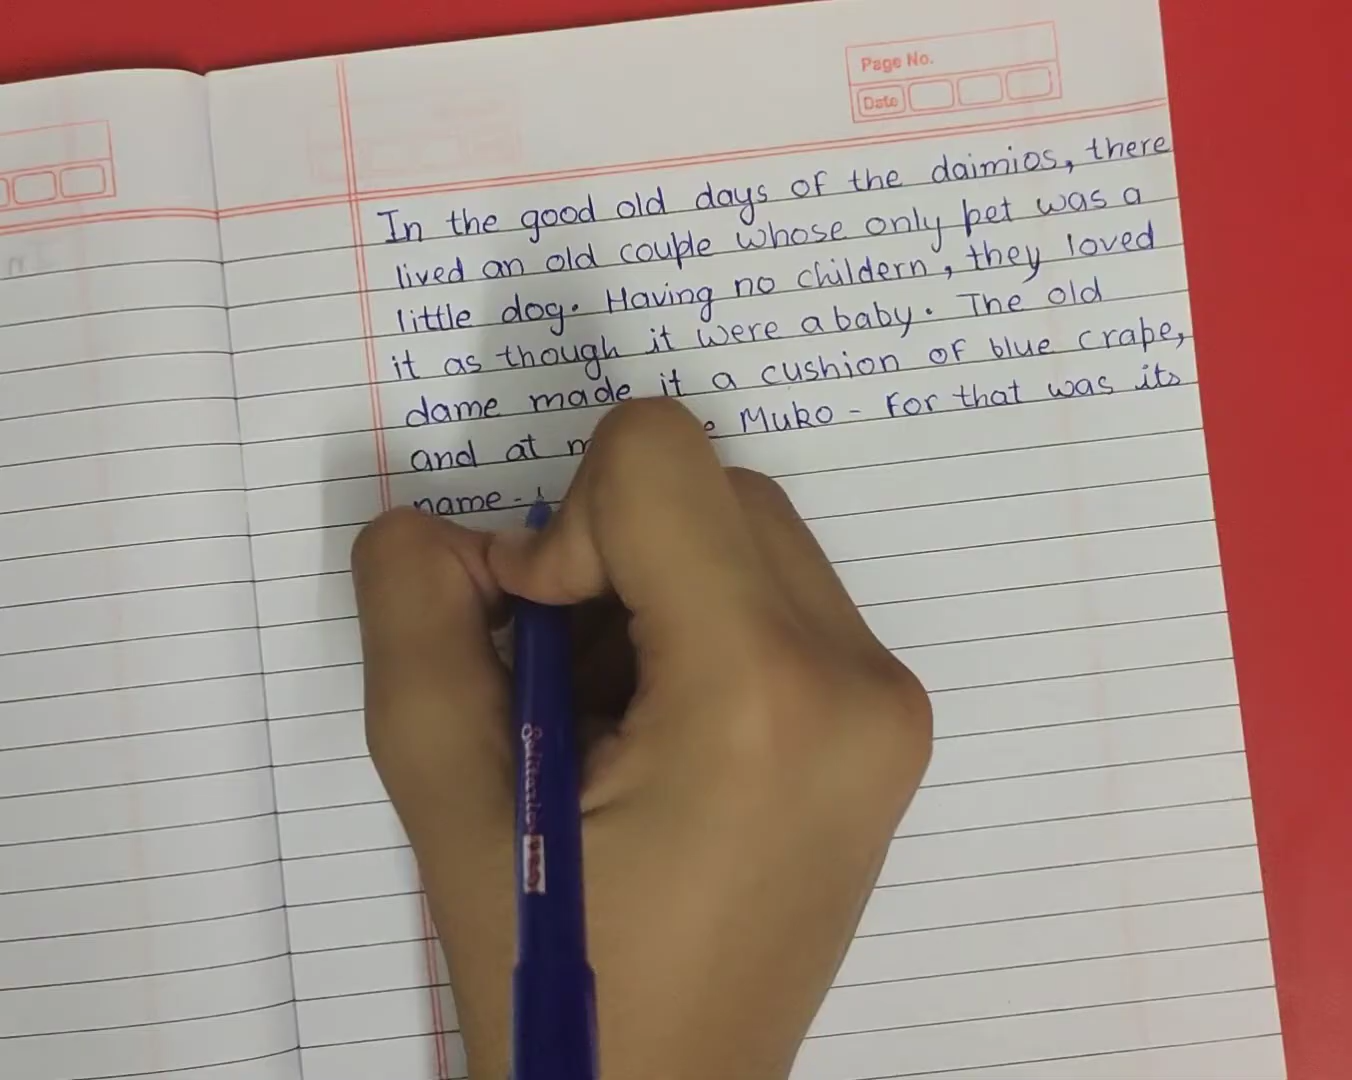 Page No.
Date
In the good old days of the daimios, there
lived an old couple whose only pet was a
little dog. Having no childern, they loved
it as though it were a baby. The old
dame made it a cushion of blue crape,
and at Muko - for that was its
name -